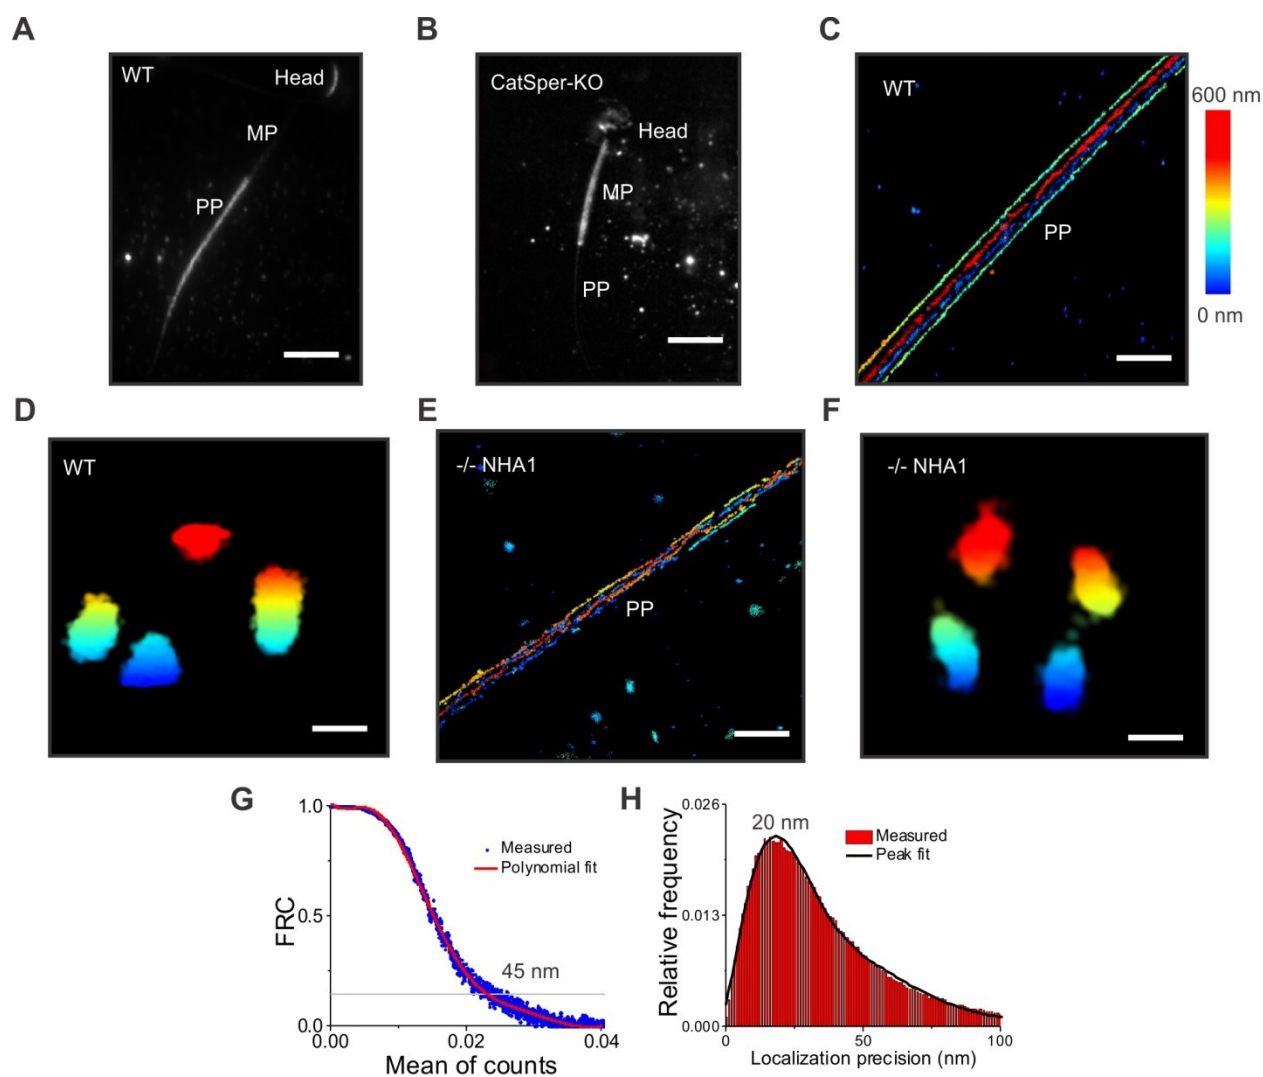 A
B
C
WT
Head
MP
PP
CatSper-KO
Head
MP
PP
WT
PP
600 nm
0 nm
D
E
F
WT
-/- NHA1
PP
-/- NHA1
G
H
1.0
0.5
0.0
FRC
Measured
Polynomial fit
45 nm
0.00
0.02
0.04
Mean of counts
0.026
0.013
0.000
Relative frequency
20 nm
Measured
Peak fit
0
50
100
Localization precision (nm)